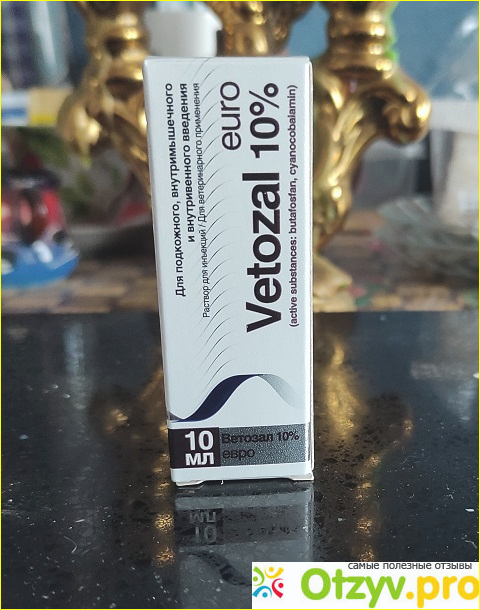 Для подкожного, внутримышечного
и внутривенного введения
Раствор для инъекций / Для ветеринарного применения
euro
Vetozal 10%
(active substances: butafosfan, cyanocobalamin)
10
МЛ
Ветозал 10%
евро
самые полезные отзывы
Otzyv.pro